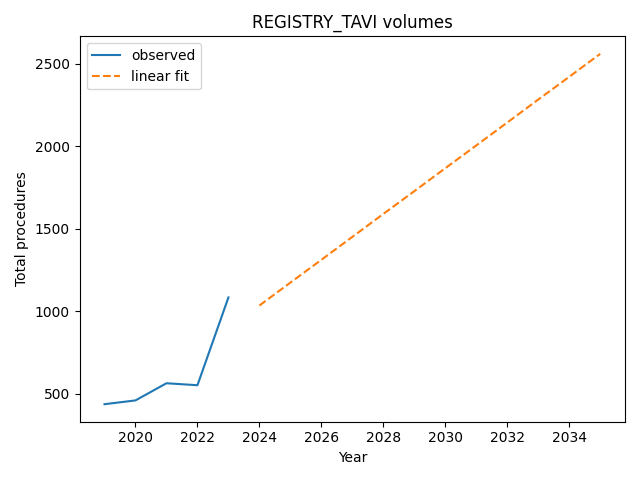 REGISTRY_TAVI volumes
observed
linear fit
Total procedures
2500
2000
1500
1000
500
2020 2022 2024 2026 2028 2030 2032 2034
Year